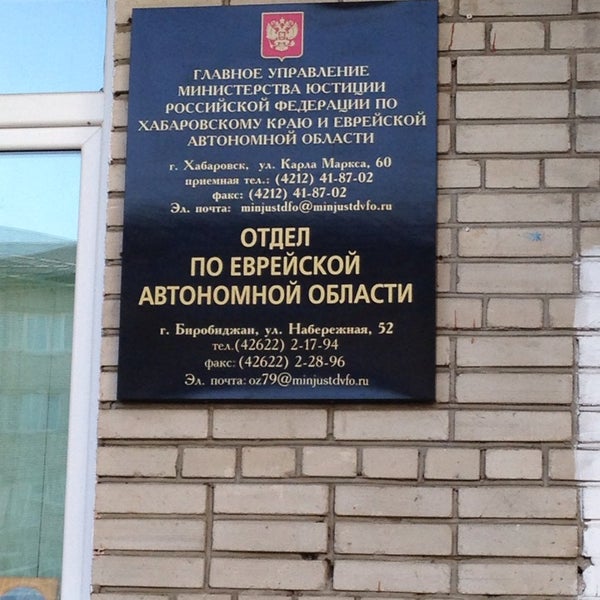 ГЛАВНОЕ УПРАВЛЕНИЕ
МИНИСТЕРСТВА ЮСТИЦИИ
РОССИЙСКОЙ ФЕДЕРАЦИИ ПО
ХАБАРОВСКОМУ КРАЮ И ЕВРЕЙСКОЙ
АВТОНОМНОЙ ОБЛАСТИ
г. Хабаровск, ул. Карла Маркса, 60
приемная тел.: (4212) 41-87-02
факс: (4212) 41-87-02
Эл. почта: minjustdfo@minjustdvfo.ru
ОТДЕЛ
ПО ЕВРЕЙСКОЙ
АВТОНОМНОЙ ОБЛАСТИ
г. Биробиджан, ул. Набережная, 52
тел.(42622) 2-17-94
факс: (42622) 2-28-96
Эл. почта: oz79@minjustdvfo.ru